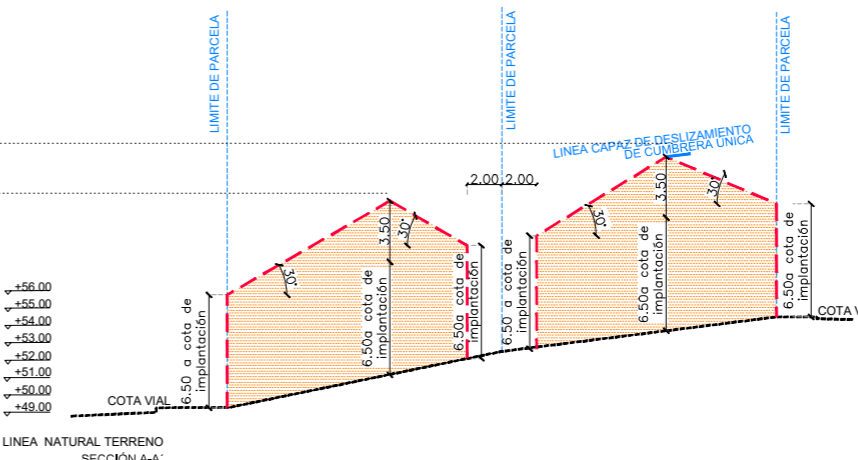 LIMITE DE PARCELA
LIMITE DE PARCELA
LIMITE DE PARCELA
LINEA CAPAZ DE DESLIZAMIENTO
DE CUMBRERA ÚNICA
2.00
2.00
3.50
3.50
30°
30°
30°
30°
6.50 a cota de
implantación
6.50a cota de
implantación
6.50a cota de
implantación
6.50 a cota de
implantación
6.50a cota de
implantación
6.50a cota de
implantación
+56.00
+55.00
+54.00
+53.00
+52.00
+51.00
+50.00
+49.00
COTA VIAL
COTA V
LINEA NATURAL TERRENO
SECCIÓN A-A´